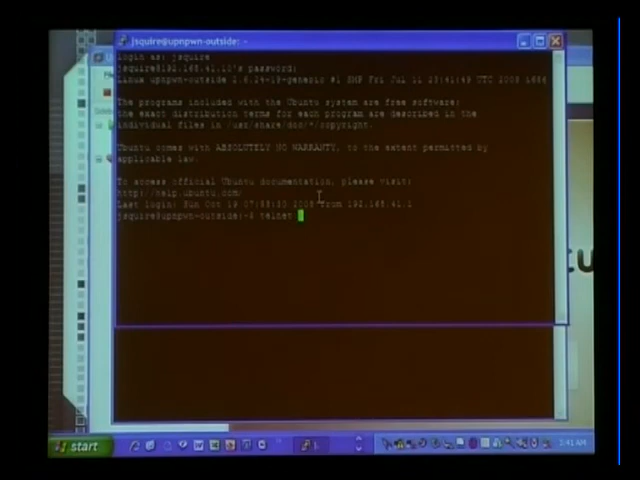 jsquire@upnpwn-outside: ~
login as: jsquire
jsquire@192.168.41.10's password:
Linux upnpwn-outside 2.6.24-19-generic #1 SMP Fri Jul 11 23:41:49 UTC 2008 i686
The programs included with the Ubuntu system are free software;
the exact distribution terms for each program are described in the
individual files in /usr/share/doc/*/copyright.
Ubuntu comes with ABSOLUTELY NO WARRANTY, to the extent permitted by
applicable law.
To access official Ubuntu documentation, please visit:
http://help.ubuntu.com/
Last login: Sun Oct 19 2008 from 192.168.41.1
jsquire@upnpwn-outside:~$ telnet
start
1:41 AM